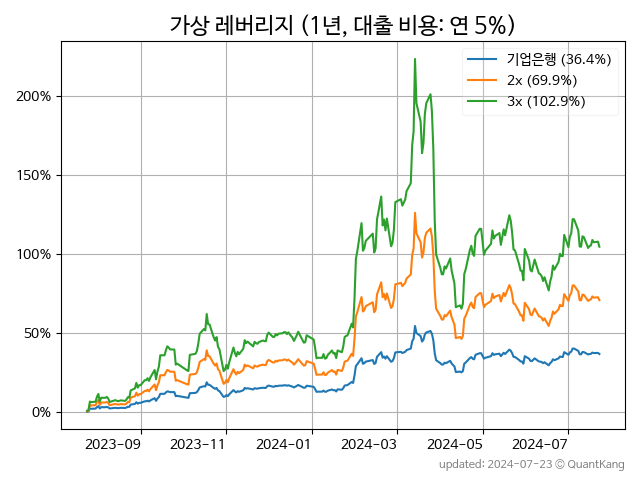 가상 레버리지 (1년, 대출 비용: 연 5%)
기업은행 (36.4%)
2x (69.9%)
3x (102.9%)
200%
150%
100%
50%
0%
2023-09 2023-11 2024-01 2024-03 2024-05 2024-07
updated: 2024-07-23 © QuantKang